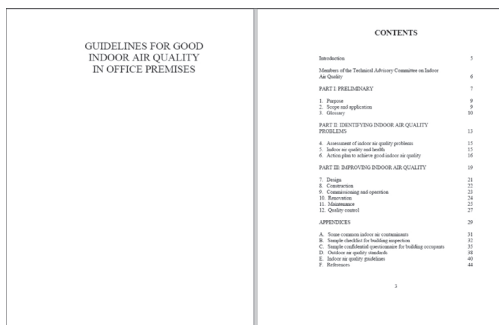 GUIDELINES FOR GOOD
INDOOR AIR QUALITY
IN OFFICE PREMISES
CONTENTS
Introduction 5
Members of the Technical Advisory Committee on Indoor
Air Quality 6
PART I: PRELIMINARY 7
1. Purpose 9
2. Scope and application 9
3. Glossary 10
PART II: IDENTIFYING INDOOR AIR QUALITY
PROBLEMS 13
4. Assessment of indoor air quality problems 15
5. Indoor air quality and health 15
6. Action plan to achieve good indoor air quality 16
PART III: IMPROVING INDOOR AIR QUALITY 19
7. Design 21
8. Construction 22
9. Commissioning and operation 23
10. Renovation 24
11. Maintenance 25
12. Quality control 27
APPENDICES 29
A. Some common indoor air contaminants 31
B. Sample checklist for building inspection 32
C. Sample confidential questionnaire for building occupants 35
D. Outdoor air quality standards 38
E. Indoor air quality guidelines 40
F. References 44
3